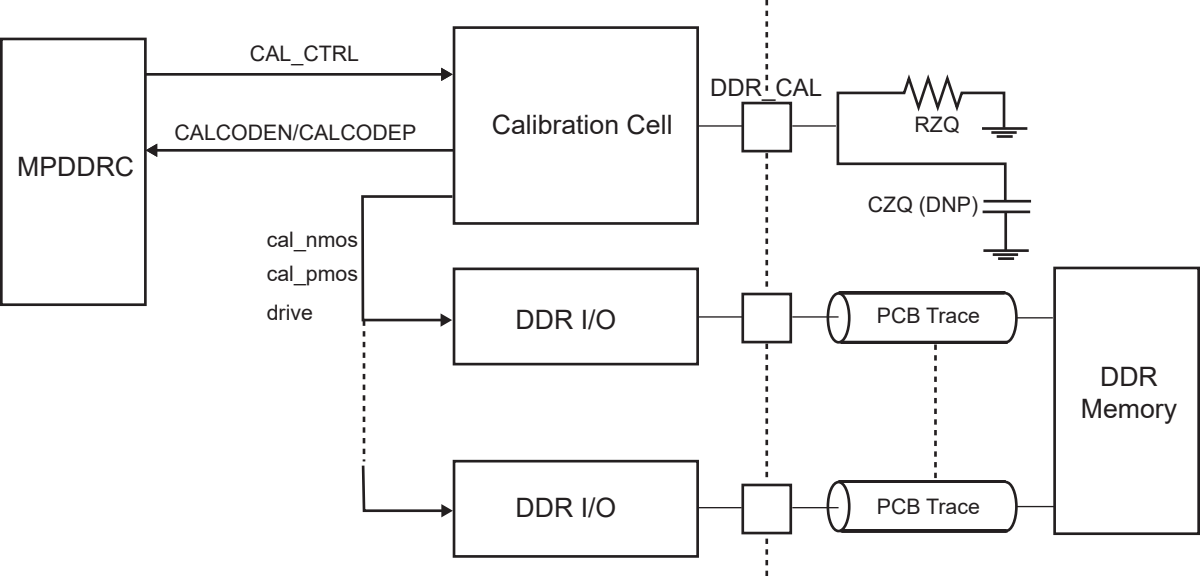 CAL_CTRL
DDR_CAL
CALCODEN/CALCODEP
Calibration Cell
RZQ
MPDDRC
CZQ (DNP)
cal_nmos
cal_pmos
drive
DDR I/O
PCB Trace
DDR
Memory
DDR I/O
PCB Trace